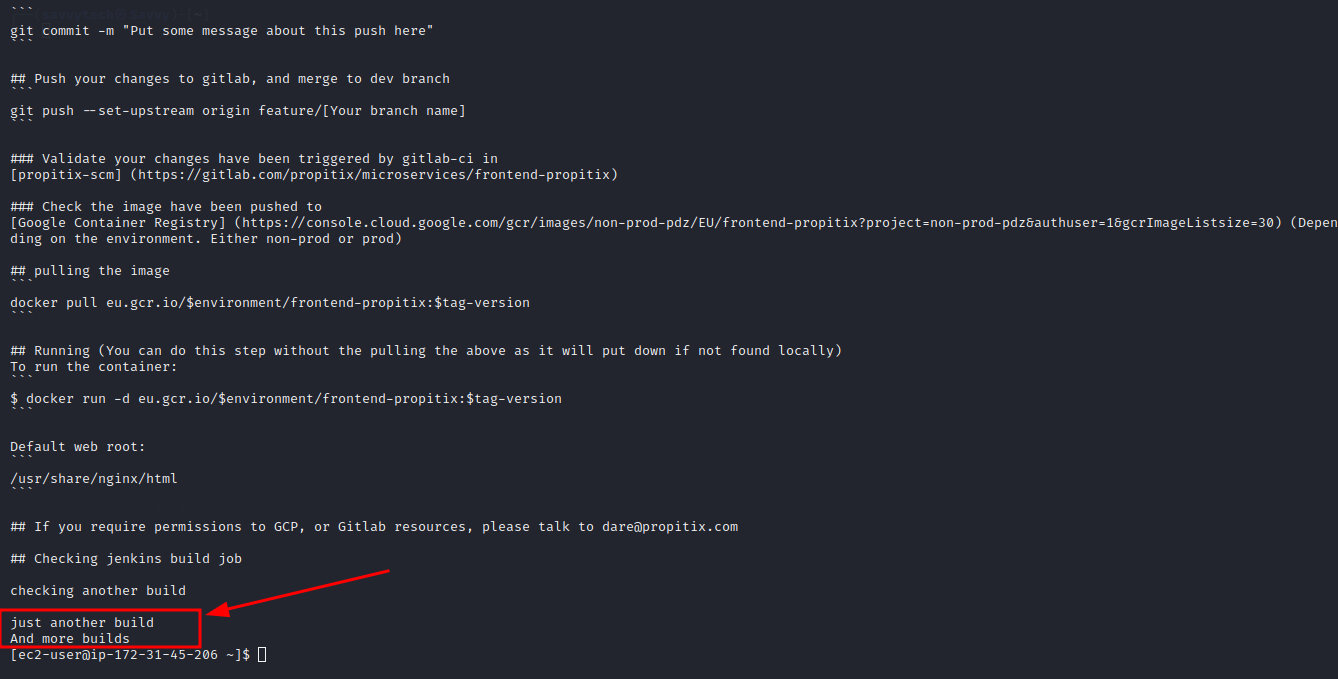 ```
git commit -m "Put some message about this push here"
```
## Push your changes to gitlab, and merge to dev branch
```
git push --set-upstream origin feature/[Your branch name]
```
### Validate your changes have been triggered by gitlab-ci in
[propitix-scm] (https://gitlab.com/propitix/microservices/frontend-propitix)
### Check the image have been pushed to
[Google Container Registry] (https://console.cloud.google.com/gcr/images/non-prod-pdz/EU/frontend-propitix?project=non-prod-pdz&authuser=1&gcrImageListsize=30) (Depen
ding on the environment. Either non-prod or prod)
## pulling the image
```
docker pull eu.gcr.io/$environment/frontend-propitix:$tag-version
```
## Running (You can do this step without the pulling the above as it will put down if not found locally)
To run the container:
```
$ docker run -d eu.gcr.io/$environment/frontend-propitix:$tag-version
```
Default web root:
```
/usr/share/nginx/html
```
## If you require permissions to GCP, or Gitlab resources, please talk to dare@propitix.com
## Checking jenkins build job
checking another build
just another build
And more builds
[ec2-user@ip-172-31-45-206 ~]$